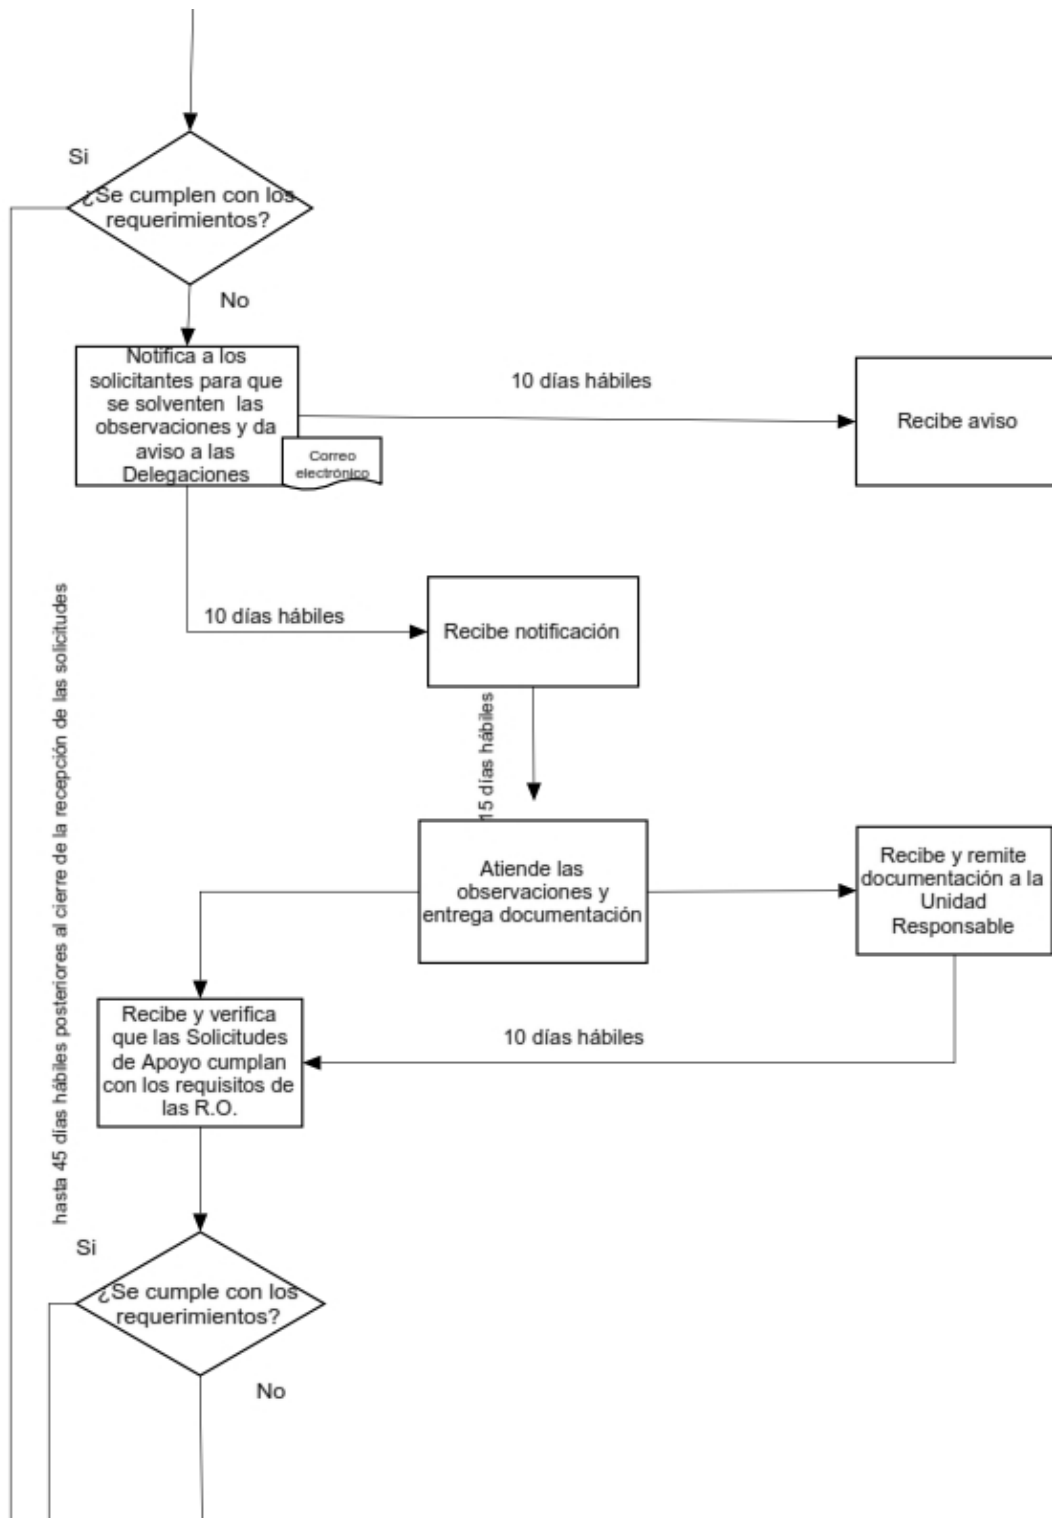 Si
¿Se cumplen con los
requerimientos?
No
Notifica a los
solicitantes para que
se solventen las
observaciones y da
aviso a las
Delegaciones
Correo
electrónico
10 días hábiles
Recibe aviso
10 días hábiles
Recibe notificación
15 días hábiles
hasta 45 días hábiles posteriores al cierre de la recepción de las solicitudes
Atiende las
observaciones y
entrega documentación
Recibe y remite
documentación a la
Unidad
Responsable
Recibe y verifica
que las Solicitudes
de Apoyo cumplan
con los requisitos de
las R.O.
10 días hábiles
Si
¿Se cumple con los
requerimientos?
No